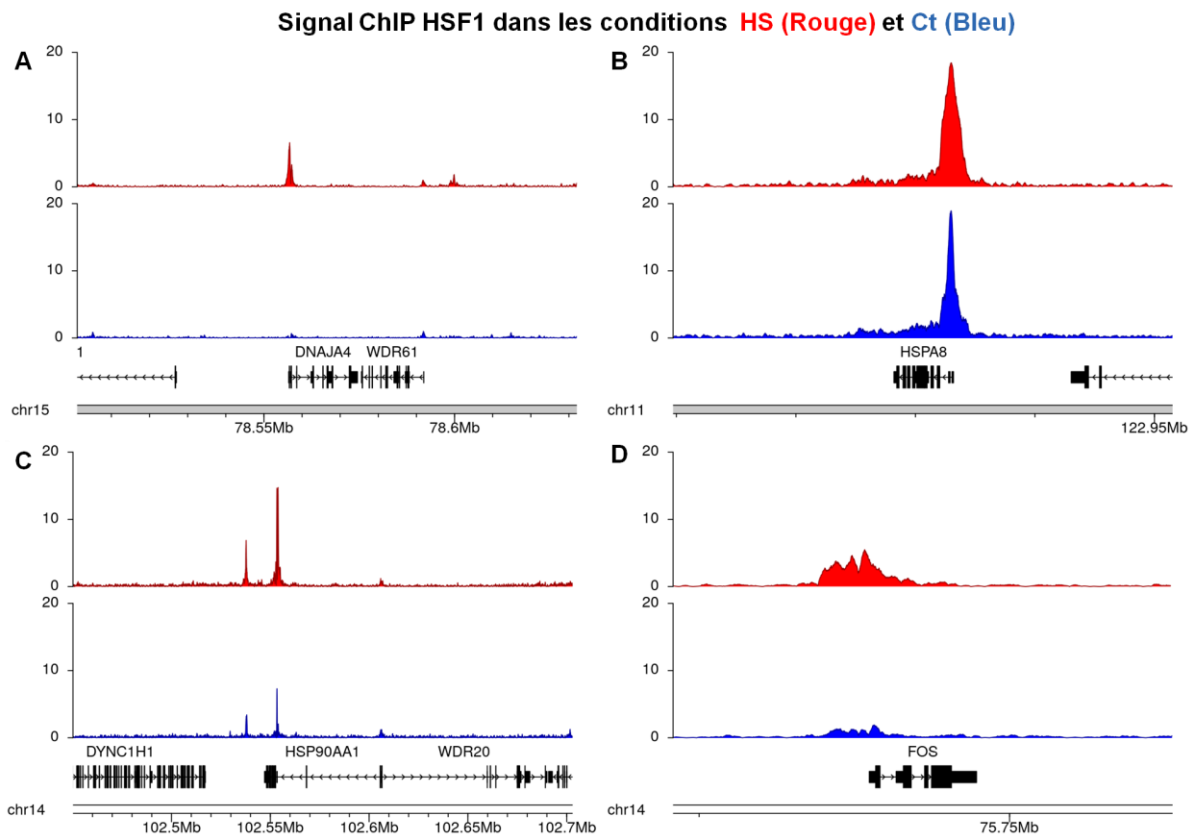 Signal ChIP HSF1 dans les conditions HS (Rouge) et Ct (Bleu)
A
20
10
0
20
10
0
1
DNAJA4 WDR61
chr15
78.55Mb 78.6Mb
B
20
10
0
20
10
0
HSPA8
chr11
122.95Mb
C
20
10
0
20
10
0
DYNC1H1 HSP90AA1 WDR20
chr14
102.5Mb 102.55Mb 102.6Mb 102.65Mb 102.7Mb
D
20
10
0
20
10
0
FOS
chr14
75.75Mb